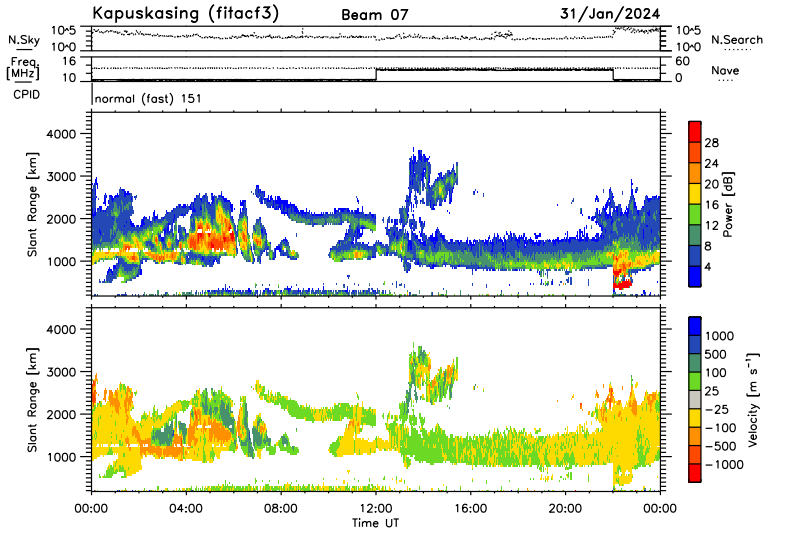 Kapuskasing (fitacf3) Beam 07 31/Jan/2024
N.Sky 10^5 10^0 10^5 10^0 N.Search
Freq. [MHz] 16 10 60 0 Nave
CPID normal (fast) 151
Slant Range [km] 4000 3000 2000 1000
Power [dB] 28 24 20 16 12 8 4
Slant Range [km] 4000 3000 2000 1000
Velocity [m s⁻¹] 1000 500 100 25 −25 −100 −500 −1000
00:00 04:00 08:00 12:00 16:00 20:00 00:00
Time UT